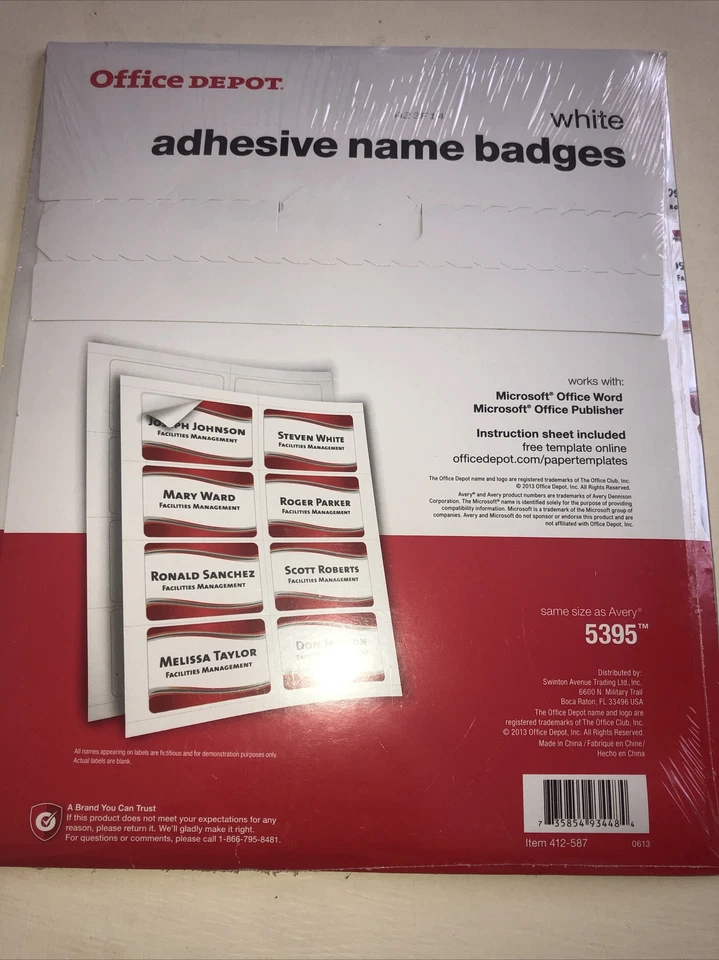 Office DEPOT
A23F14
white
adhesive name badges
works with:
Microsoft® Office Word
Microsoft® Office Publisher
Instruction sheet included
free template online
officedepot.com/papertemplates
The Office Depot name and logo are registered trademarks of The Office Club, Inc.
© 2013 Office Depot, Inc. All Rights Reserved.
Avery® and Avery product numbers are trademarks of Avery Dennison
Corporation. The Microsoft® name is identified solely for the purpose of providing
compatibility information. Microsoft is a trademark of the Microsoft group of
companies. Avery and Microsoft do not sponsor or endorse this product and are
not affiliated with Office Depot, Inc.
JOHNSON
FACILITIES MANAGEMENT
STEVEN WHITE
FACILITIES MANAGEMENT
MARY WARD
FACILITIES MANAGEMENT
ROGER PARKER
FACILITIES MANAGEMENT
RONALD SANCHEZ
FACILITIES MANAGEMENT
SCOTT ROBERTS
FACILITIES MANAGEMENT
MELISSA TAYLOR
FACILITIES MANAGEMENT
DON
same size as Avery®
5395™
Distributed by:
Swinton Avenue Trading Ltd., Inc.
6600 N. Military Trail
Boca Raton, FL 33496 USA
The Office Depot name and logo are
registered trademarks of The Office Club, Inc.
© 2013 Office Depot, Inc. All Rights Reserved.
Made in China / Fabriqué en Chine /
Hecho en China
All names appearing on labels are fictitious and for demonstration purposes only.
Actual labels are blank.
A Brand You Can Trust
If this product does not meet your expectations for any
reason, please return it. We'll gladly make it right.
For questions or comments, please call 1-866-795-8481.
7 35854 93448 4
Item 412-587
0613